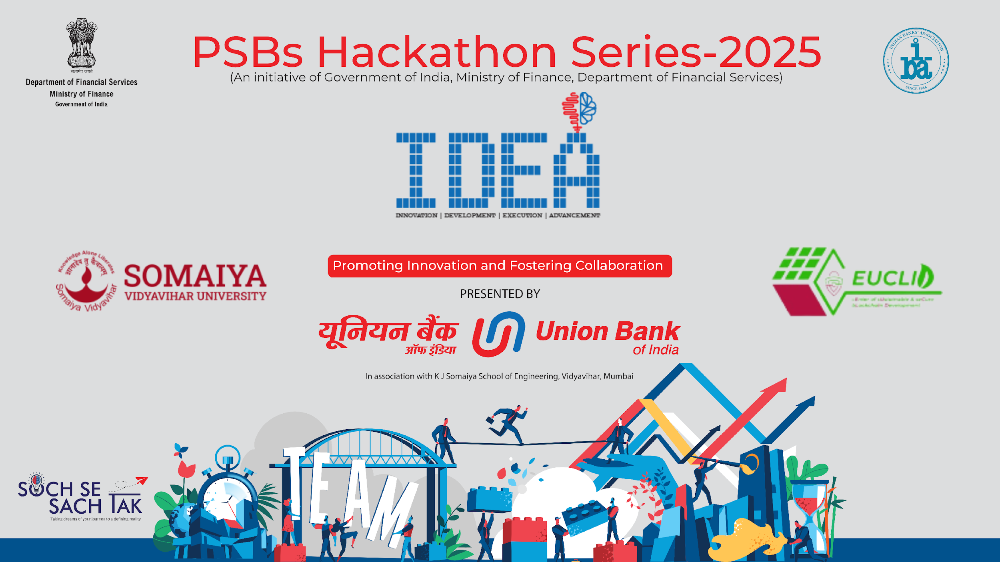 सत्यमेव जयते
Department of Financial Services
Ministry of Finance
Government of India
PSBs Hackathon Series-2025
(An initiative of Government of India, Ministry of Finance, Department of Financial Services)
INDIAN BANKS' ASSOCIATION
iba
SINCE 1946
IDEA
INNOVATION | DEVELOPMENT | EXECUTION | ADVANCEMENT
Knowledge Alone Liberates
ज्ञानादेव तु कैवल्यम्
Somaiya Vidyavihar
SOMAIYA
VIDYAVIHAR UNIVERSITY
Promoting Innovation and Fostering Collaboration
EUCLID
PRESENTED BY
यूनियन बैंक
ऑफ इंडिया
Union Bank
of India
In association with K J Somaiya School of Engineering, Vidyavihar, Mumbai
SOCH SE
SACH TAK
Taking dreams of your journey to a defining reality
TEAM